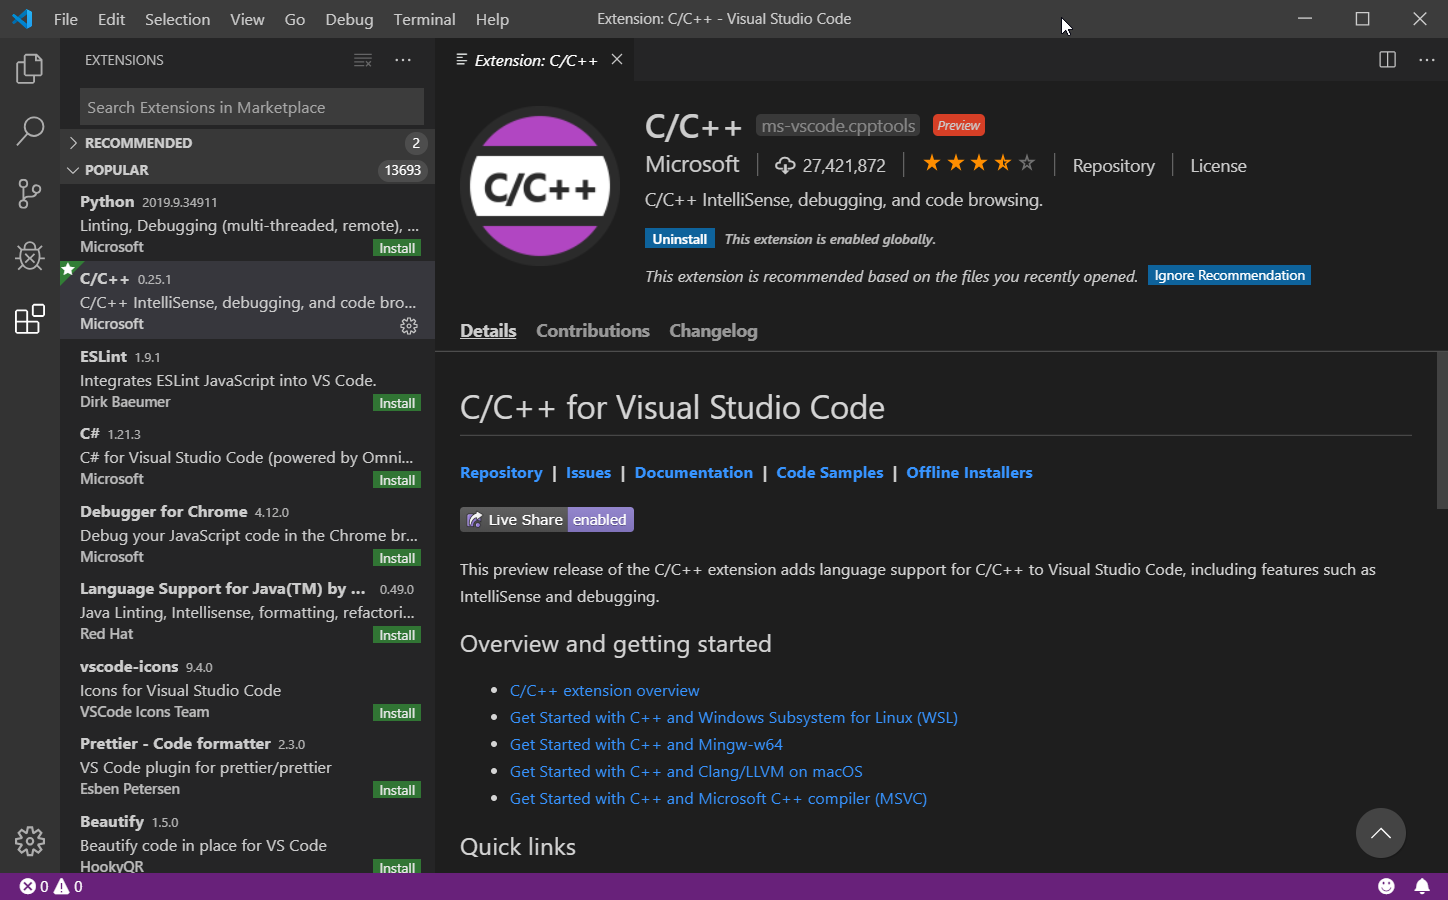 File Edit Selection View Go Debug Terminal Help
Extension: C/C++ - Visual Studio Code
EXTENSIONS
Search Extensions in Marketplace
RECOMMENDED 2
POPULAR 13693
Python 2019.9.34911
Linting, Debugging (multi-threaded, remote), ...
Microsoft Install
C/C++ 0.25.1
C/C++ IntelliSense, debugging, and code bro...
Microsoft
ESLint 1.9.1
Integrates ESLint JavaScript into VS Code.
Dirk Baeumer Install
C# 1.21.3
C# for Visual Studio Code (powered by Omni...
Microsoft Install
Debugger for Chrome 4.12.0
Debug your JavaScript code in the Chrome br...
Microsoft Install
Language Support for Java(TM) by ... 0.49.0
Java Linting, Intellisense, formatting, refactori...
Red Hat Install
vscode-icons 9.4.0
Icons for Visual Studio Code
VSCode Icons Team Install
Prettier - Code formatter 2.3.0
VS Code plugin for prettier/prettier
Esben Petersen Install
Beautify 1.5.0
Beautify code in place for VS Code
HookyQR Install
Extension: C/C++
C/C++
C/C++ ms-vscode.cpptools Preview
Microsoft 27,421,872 Repository License
C/C++ IntelliSense, debugging, and code browsing.
Uninstall This extension is enabled globally.
This extension is recommended based on the files you recently opened. Ignore Recommendation
Details Contributions Changelog
C/C++ for Visual Studio Code
Repository | Issues | Documentation | Code Samples | Offline Installers
Live Share enabled
This preview release of the C/C++ extension adds language support for C/C++ to Visual Studio Code, including features such as
IntelliSense and debugging.
Overview and getting started
C/C++ extension overview
Get Started with C++ and Windows Subsystem for Linux (WSL)
Get Started with C++ and Mingw-w64
Get Started with C++ and Clang/LLVM on macOS
Get Started with C++ and Microsoft C++ compiler (MSVC)
Quick links
0 0